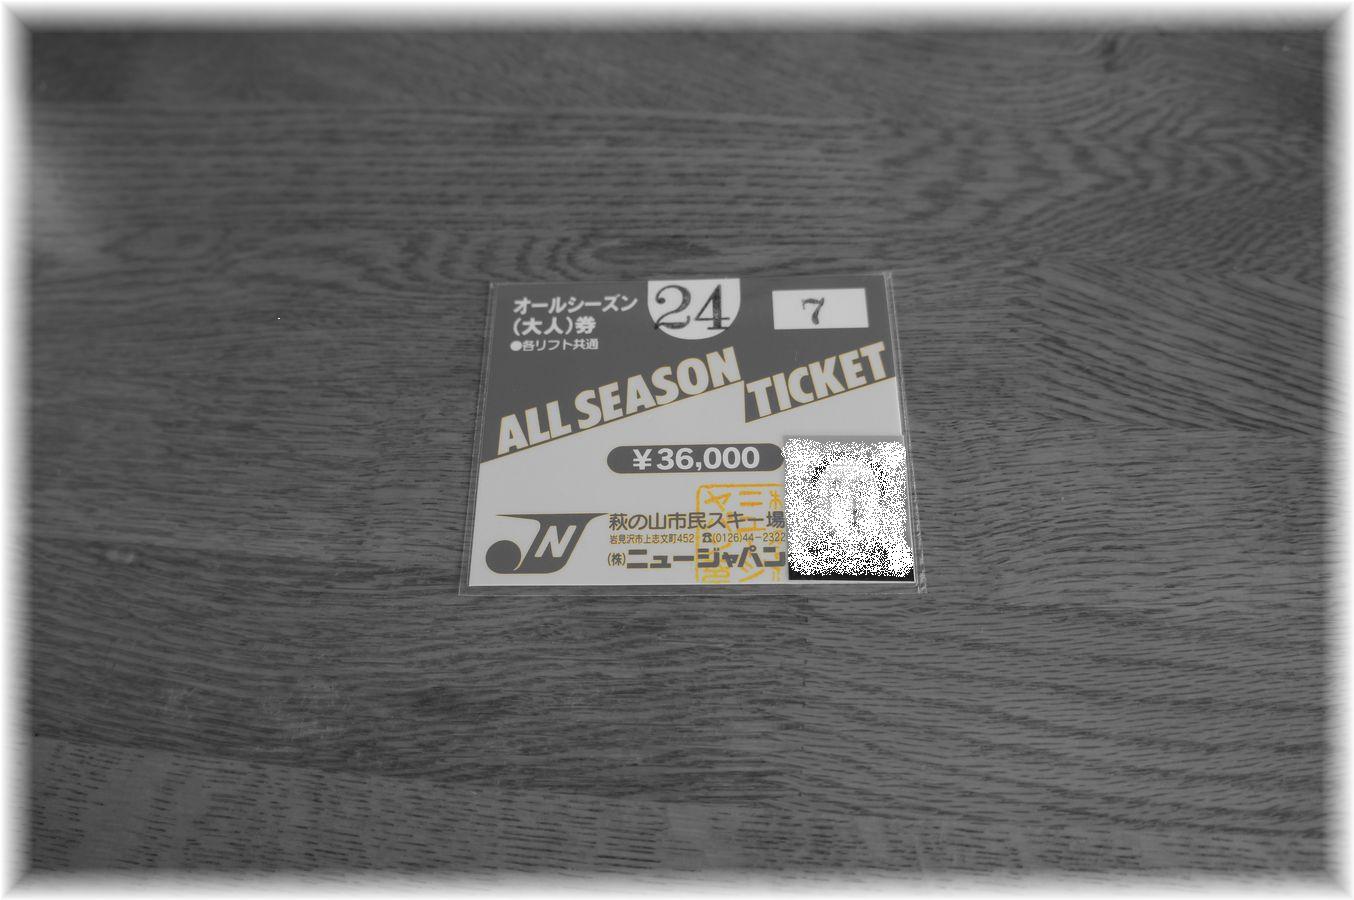 オールシーズン
(大人)券
●各リフト共通
24
7
ALL SEASON TICKET
￥36,000
JN
萩の山市民スキー場
岩見沢市上志文町452 ☎(0126)44-2322
(株)ニュージャパン